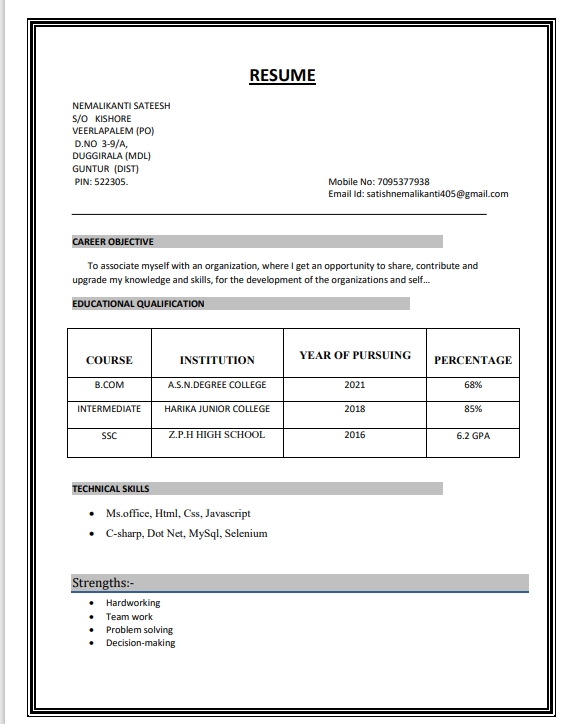 RESUME
NEMALIKANTI SATEESH
S/O KISHORE
VEERLAPALEM (PO)
D.NO 3-9/A,
DUGGIRALA (MDL)
GUNTUR (DIST)
PIN: 522305.
Mobile No: 7095377938
Email Id: satishnemalikanti405@gmail.com
CAREER OBJECTIVE
To associate myself with an organization, where I get an opportunity to share, contribute and
upgrade my knowledge and skills, for the development of the organizations and self...
EDUCATIONAL QUALIFICATION
COURSE INSTITUTION YEAR OF PURSUING PERCENTAGE
B.COM A.S.N.DEGREE COLLEGE 2021 68%
INTERMEDIATE HARIKA JUNIOR COLLEGE 2018 85%
SSC Z.P.H HIGH SCHOOL 2016 6.2 GPA
TECHNICAL SKILLS
• Ms.office, Html, Css, Javascript
• C-sharp, Dot Net, MySql, Selenium
Strengths:-
• Hardworking
• Team work
• Problem solving
• Decision-making